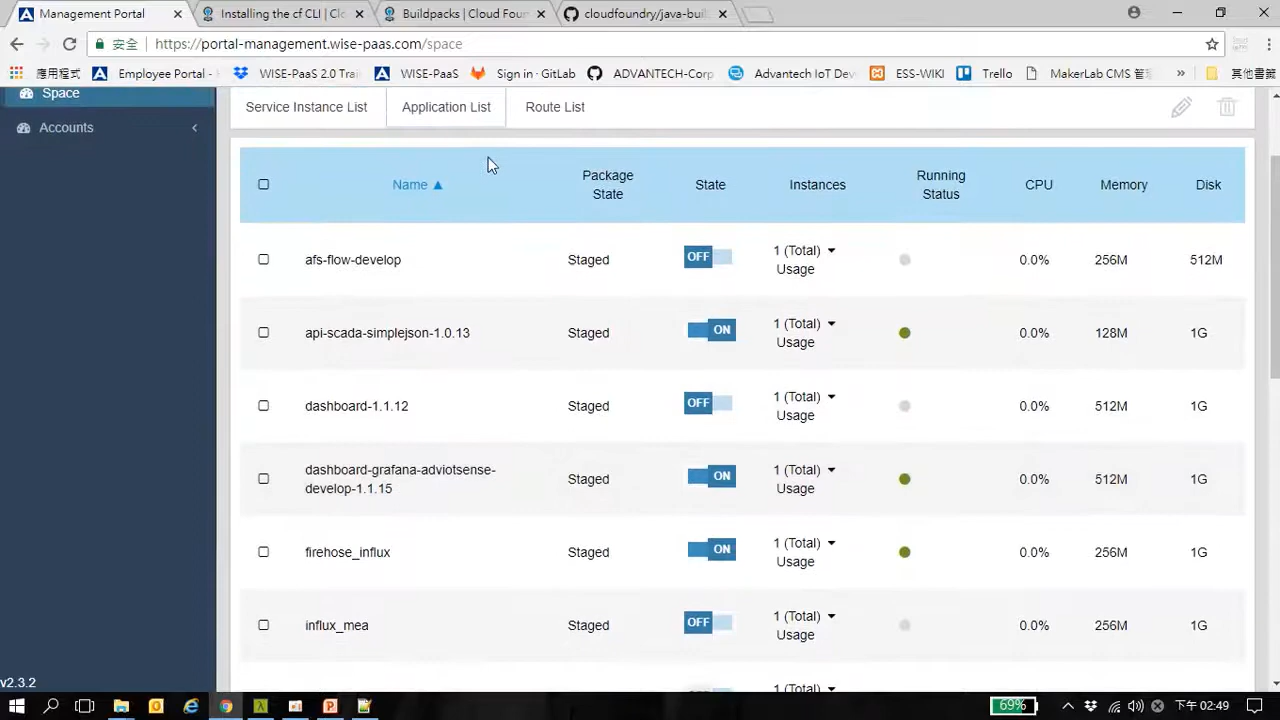 Management Portal
Installing the cf CLI | Clo
Buildpacks | Cloud Foun
cloudfoundry/java-buil
安全
https://portal-management.wise-paas.com/space
應用程式
Employee Portal -
WISE-PaaS 2.0 Trai
WISE-PaaS
Sign in · GitLab
ADVANTECH-Corp
Advantech IoT Dev
ESS-WIKI
Trello
MakerLab CMS 管
»
其他書籤
Space
Accounts
Service Instance List
Application List
Route List
Name ▲
Package State
State
Instances
Running Status
CPU
Memory
Disk
afs-flow-develop
Staged
OFF
1 (Total)
Usage
0.0%
256M
512M
api-scada-simplejson-1.0.13
Staged
ON
1 (Total)
Usage
0.0%
128M
1G
dashboard-1.1.12
Staged
OFF
1 (Total)
Usage
0.0%
512M
1G
dashboard-grafana-adviotsense-
develop-1.1.15
Staged
ON
1 (Total)
Usage
0.0%
512M
1G
firehose_influx
Staged
ON
1 (Total)
Usage
0.0%
256M
1G
influx_mea
Staged
OFF
1 (Total)
Usage
0.0%
256M
1G
1 (Total)
v2.3.2
69%
下午 02:49